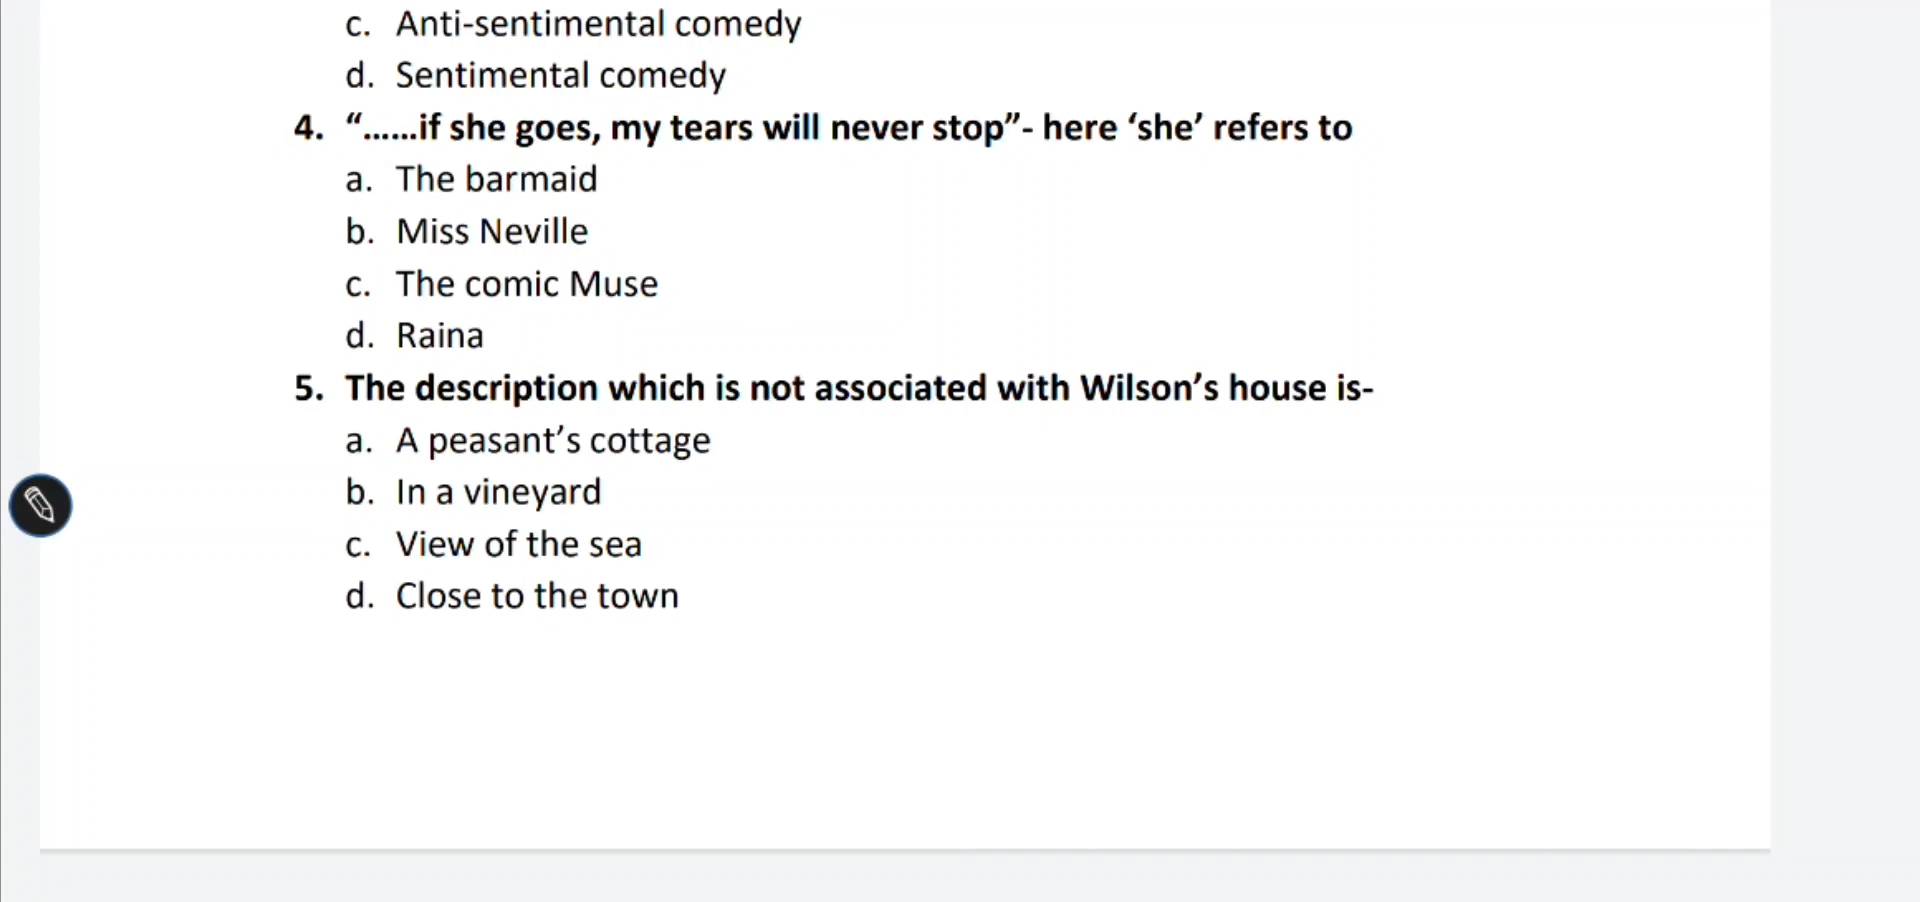 c. Anti-sentimental comedy
d. Sentimental comedy
4. “......if she goes, my tears will never stop”- here ‘she’ refers to
a. The barmaid
b. Miss Neville
c. The comic Muse
d. Raina
5. The description which is not associated with Wilson’s house is-
a. A peasant’s cottage
b. In a vineyard
c. View of the sea
d. Close to the town